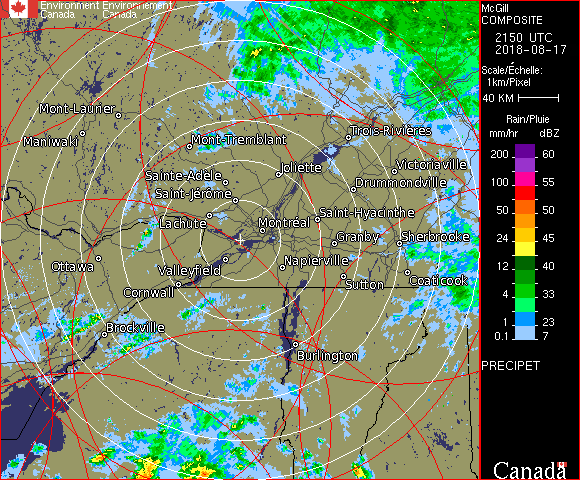 Environment Environnement
Canada Canada
McGill
COMPOSITE
2150 UTC
2018-08-17
Scale/Échelle:
1km/Pixel
40 KM
Rain/Pluie
mm/hr dBZ
200 60
100 55
50 50
24 45
12 40
4 33
1 23
0.1 7
PRECIPET
Mont-Laurier
Maniwaki
Mont-Tremblant
Trois-Rivières
Sainte-Adèle
Joliette
Victoriaville
Saint-Jérôme
Drummondville
Lachute
Montréal
Saint-Hyacinthe
Granby
Sherbrooke
Ottawa
Valleyfield
Napierville
Cornwall
Sutton
Coaticook
Brockville
Burlington
Canada